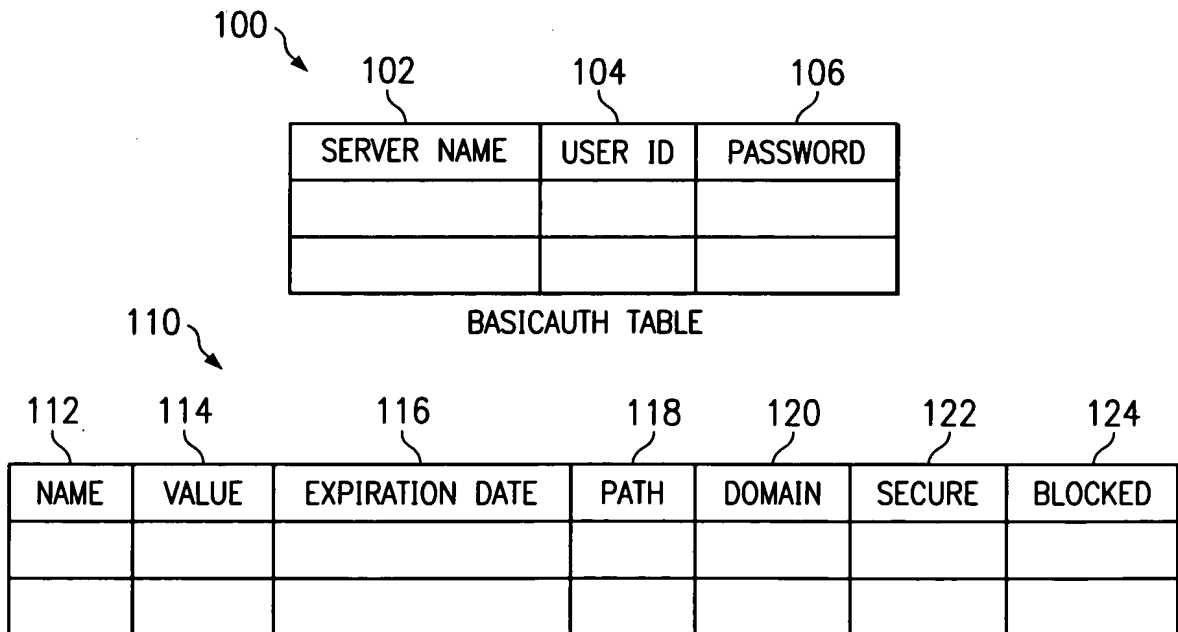 100
102 104 106
SERVER NAME USER ID PASSWORD
BASICAUTH TABLE
110
112 114 116 118 120 122 124
NAME VALUE EXPIRATION DATE PATH DOMAIN SECURE BLOCKED